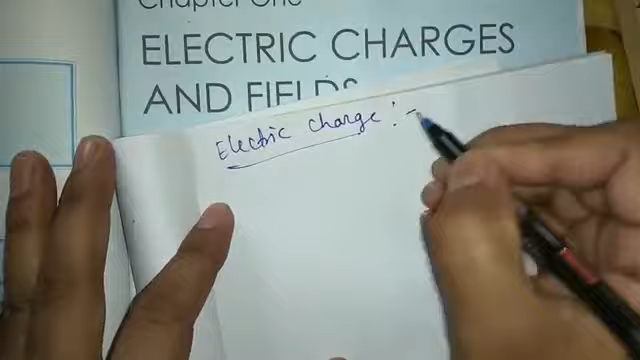 Chapter One
ELECTRIC CHARGES
AND FIELDS
Electric charge :-